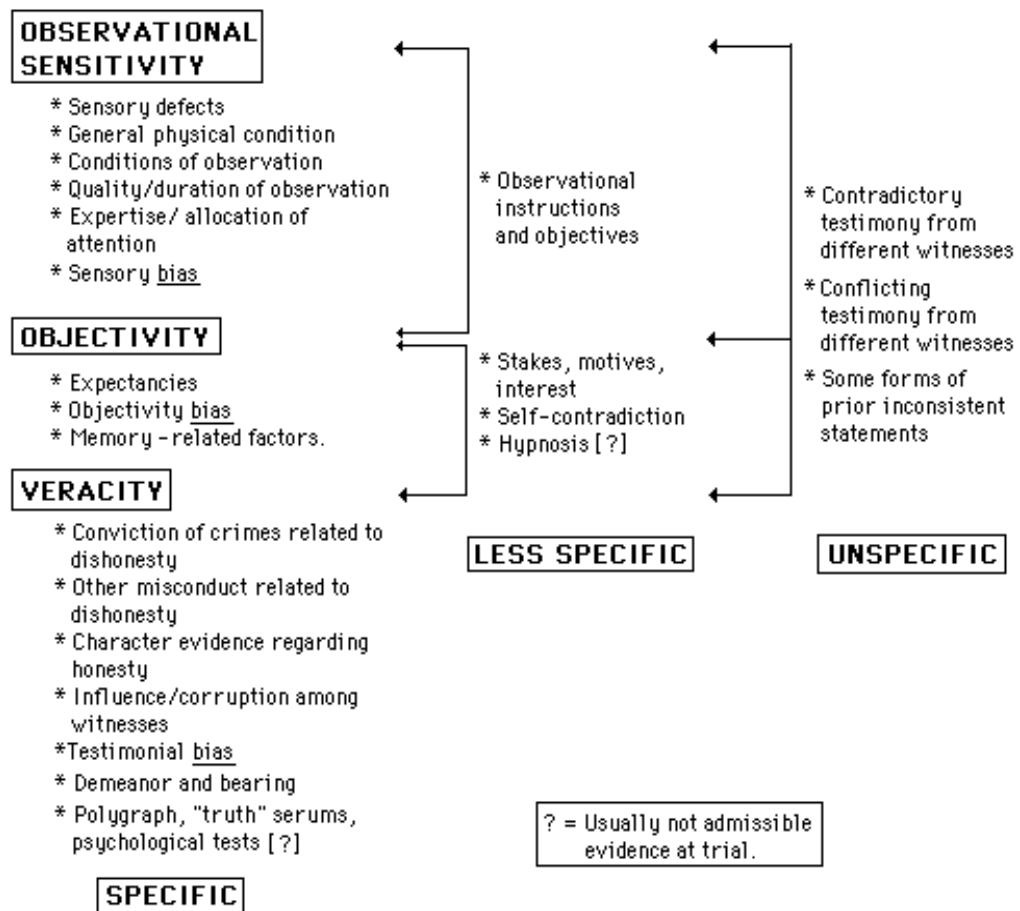 OBSERVATIONAL
SENSITIVITY
* Sensory defects
* General physical condition
* Conditions of observation
* Quality/duration of observation
* Expertise/ allocation of
attention
* Sensory bias
OBJECTIVITY
* Expectancies
* Objectivity bias
* Memory -related factors.
VERACITY
* Conviction of crimes related to
dishonesty
* Other misconduct related to
dishonesty
* Character evidence regarding
honesty
* Influence/corruption among
witnesses
*Testimonial bias
* Demeanor and bearing
* Polygraph, "truth" serums,
psychological tests [?]
SPECIFIC
* Observational
instructions
and objectives
* Stakes, motives,
interest
* Self-contradiction
* Hypnosis [?]
LESS SPECIFIC
* Contradictory
testimony from
different witnesses
* Conflicting
testimony from
different witnesses
* Some forms of
prior inconsistent
statements
UNSPECIFIC
? = Usually not admissible
evidence at trial.